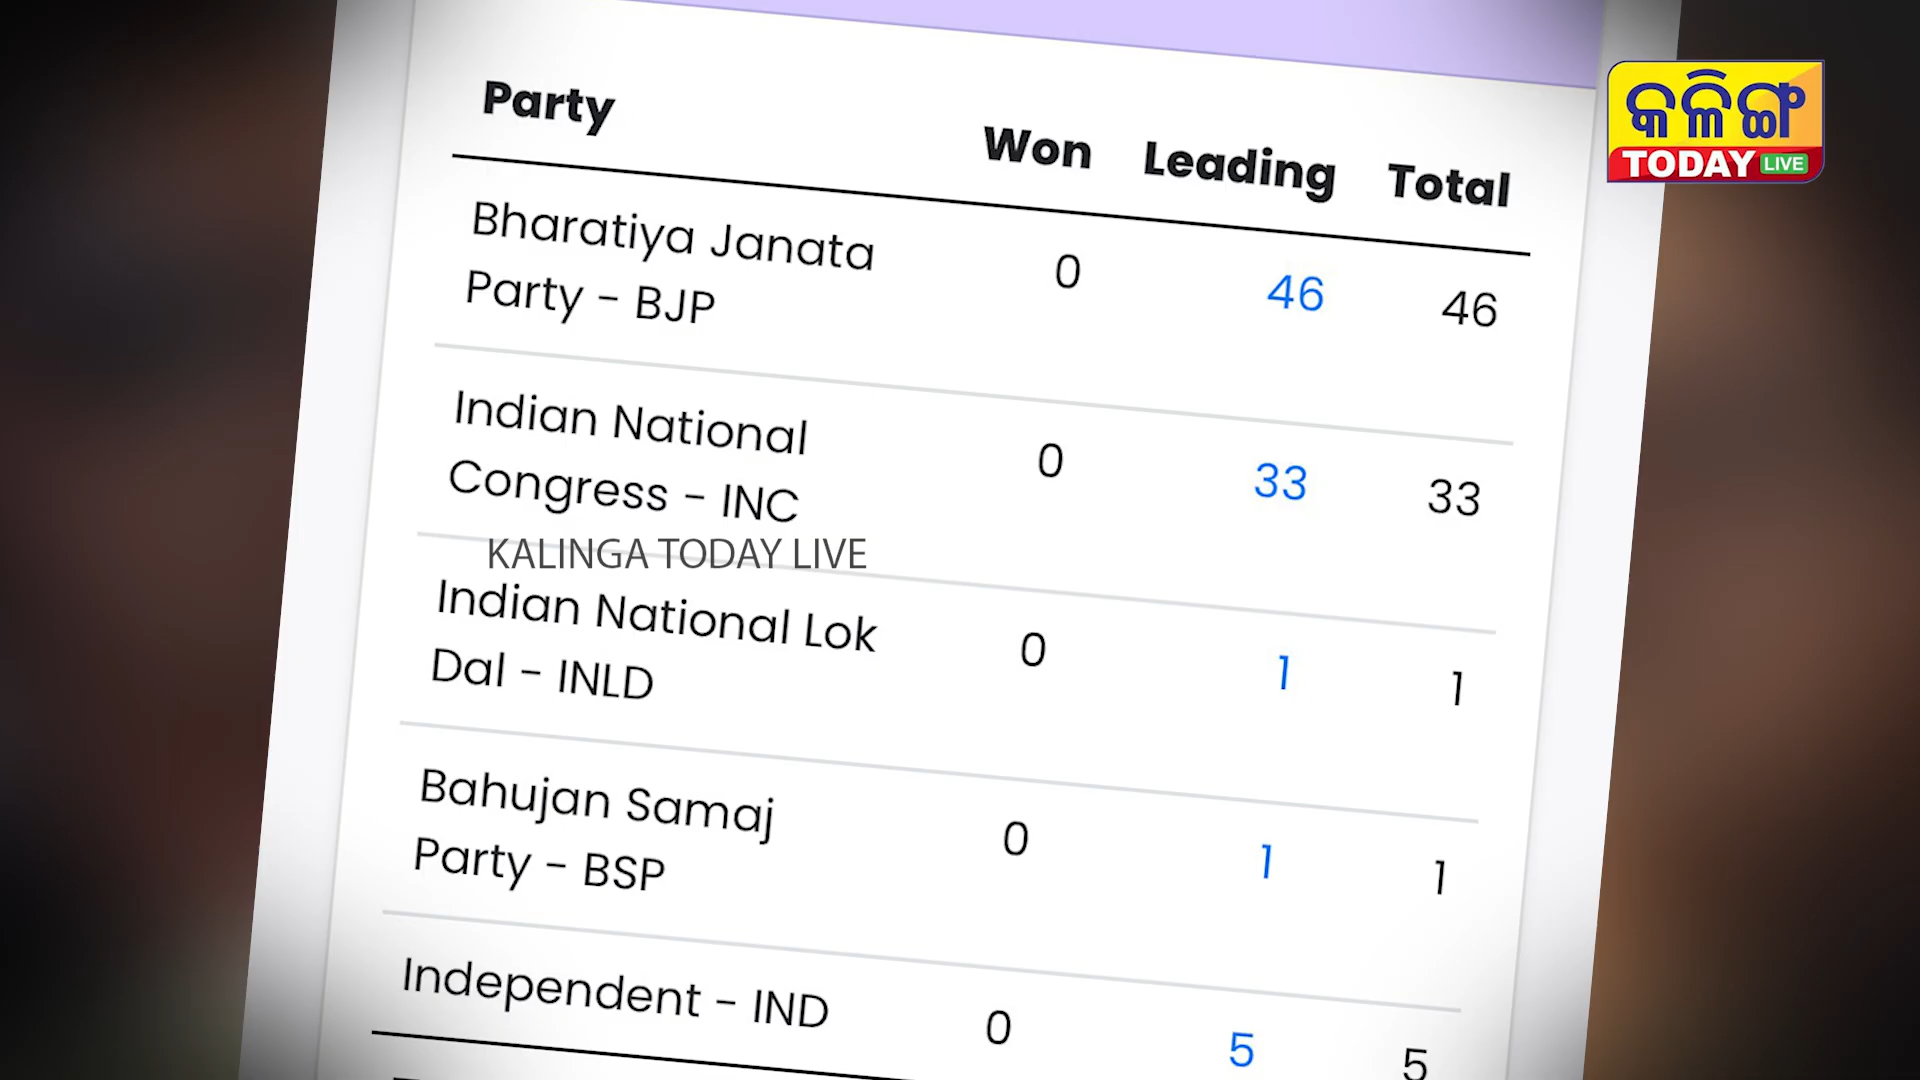 Party Won Leading Total
Bharatiya Janata
Party - BJP 0 46 46
Indian National
Congress - INC 0 33 33
KALINGA TODAY LIVE
Indian National Lok
Dal - INLD 0 1 1
Bahujan Samaj
Party - BSP 0 1 1
Independent - IND 0 5 5
କଳିଙ୍ଗ
TODAY LIVE